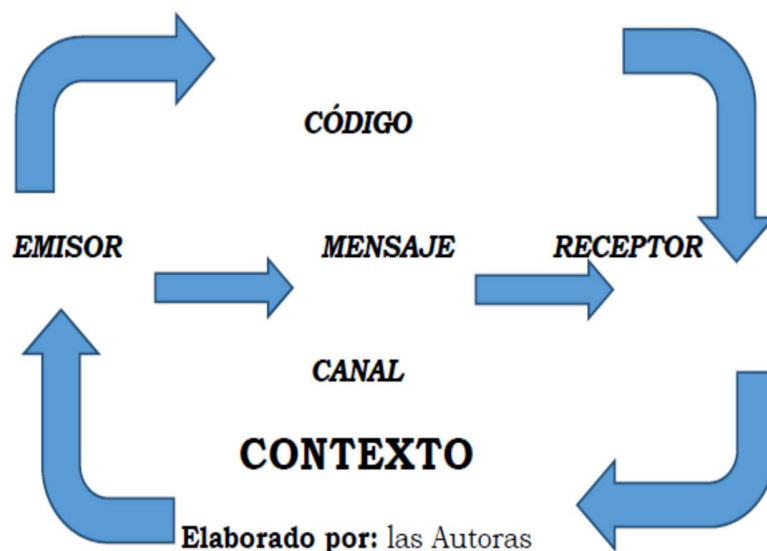 CÓDIGO
EMISOR MENSAJE RECEPTOR
CANAL
CONTEXTO
Elaborado por: las Autoras